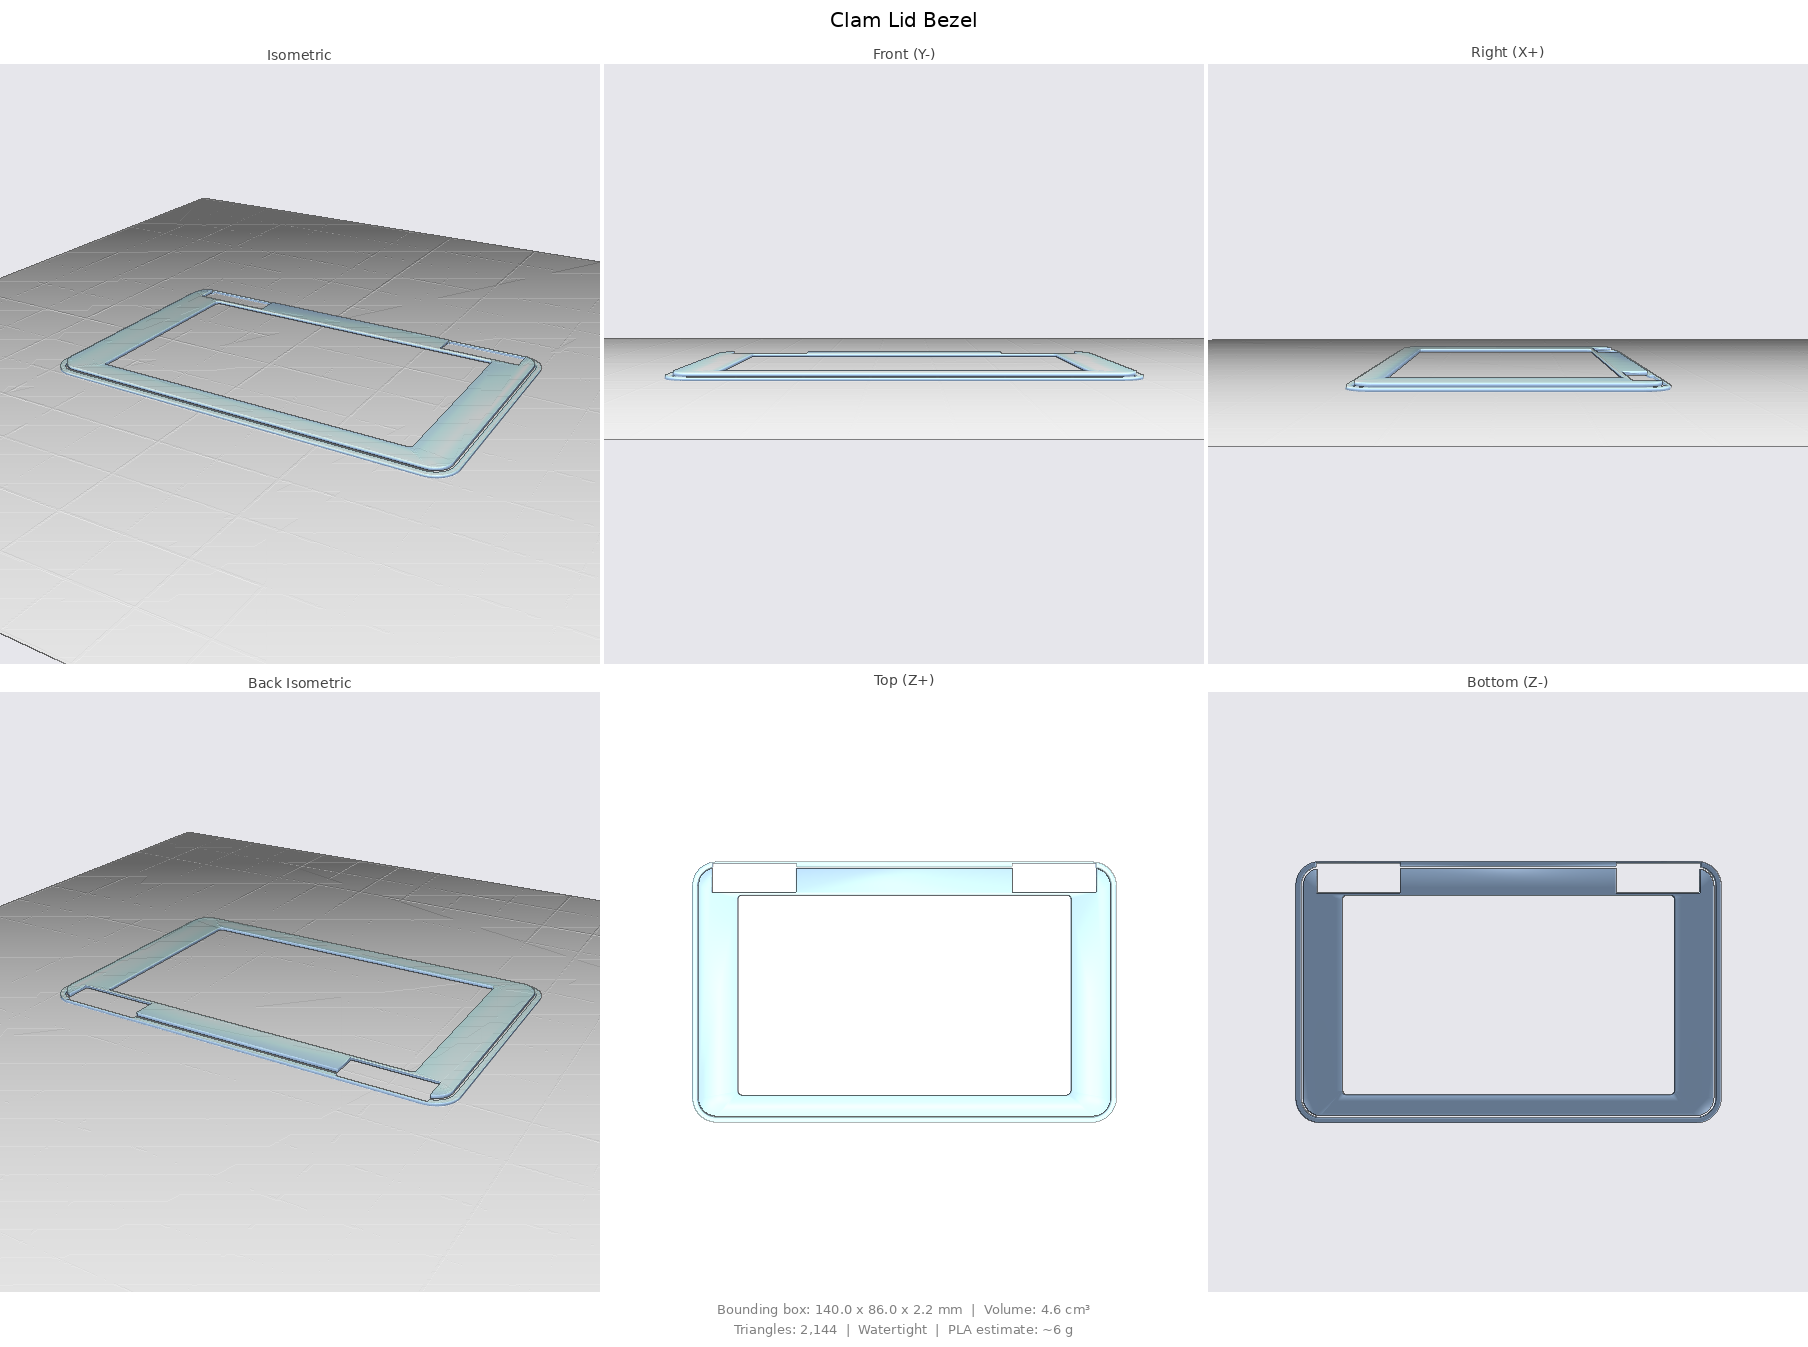 Clam Lid Bezel
Isometric
Front (Y-)
Right (X+)
Back Isometric
Top (Z+)
Bottom (Z-)
Bounding box: 140.0 x 86.0 x 2.2 mm | Volume: 4.6 cm³
Triangles: 2,144 | Watertight | PLA estimate: ~6 g